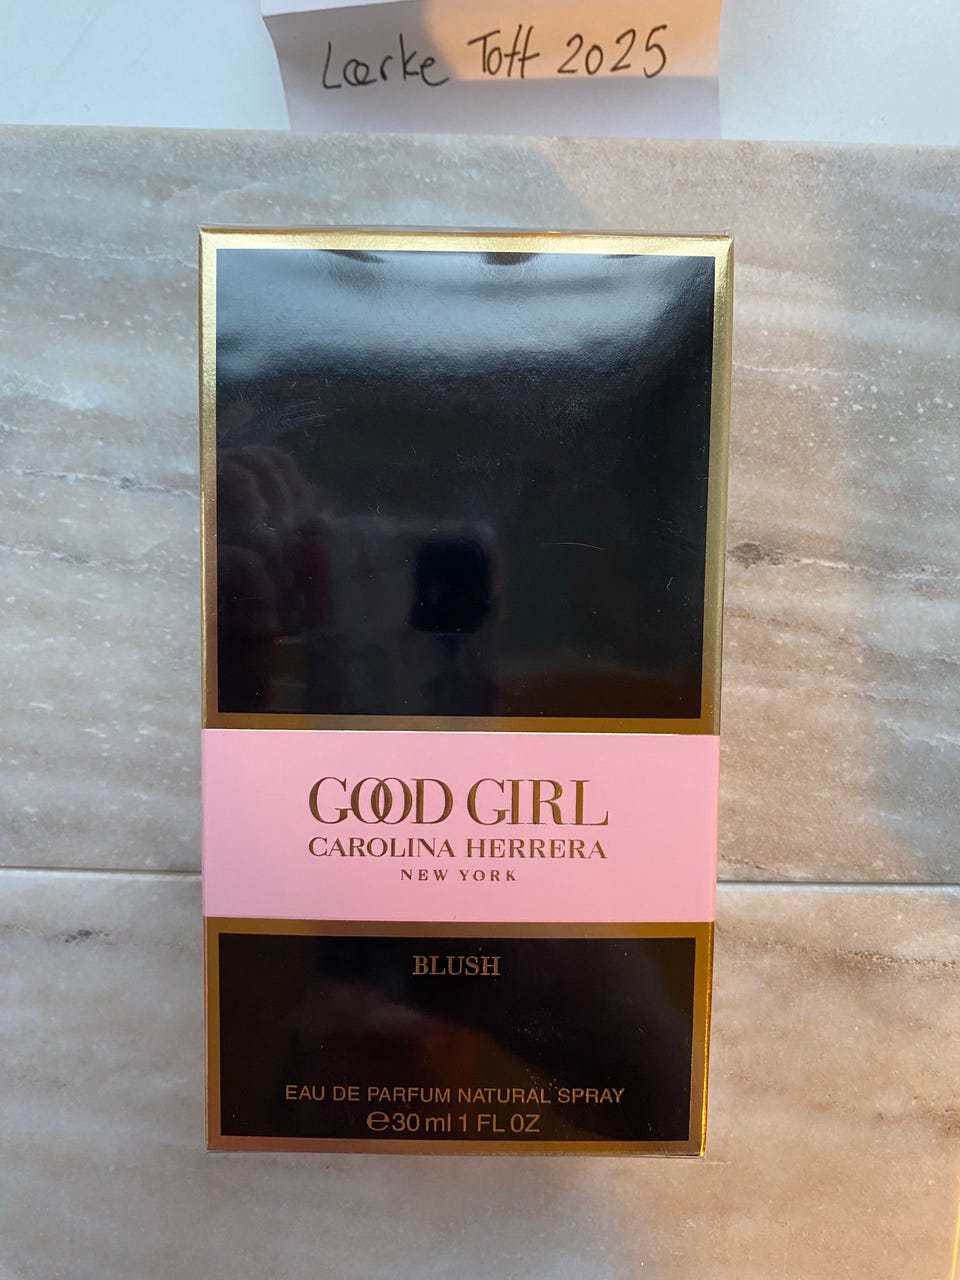 Lærke Toft 2025
GOOD GIRL
CAROLINA HERRERA
NEW YORK
BLUSH
EAU DE PARFUM NATURAL SPRAY
℮30 ml 1 FL OZ